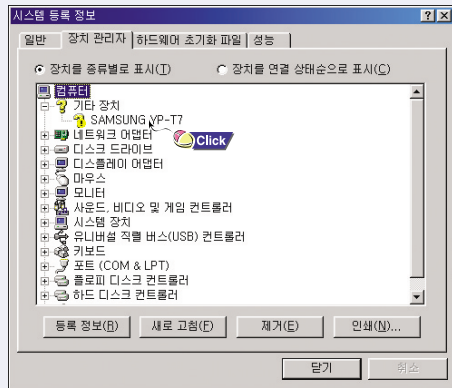 시스템 등록 정보
일반 장치 관리자 하드웨어 초기화 파일 성능
장치를 종류별로 표시(T) 장치를 연결 상태순으로 표시(C)
컴퓨터
기타 장치
SAMSUNG YP-T7
Click
네트워크 어댑터
디스크 드라이브
디스플레이 어댑터
마우스
모니터
사운드, 비디오 및 게임 컨트롤러
시스템 장치
유니버설 직렬 버스(USB) 컨트롤러
키보드
포트 (COM & LPT)
플로피 디스크 컨트롤러
하드 디스크 컨트롤러
등록 정보(R) 새로 고침(F) 제거(E) 인쇄(N)...
닫기 취소